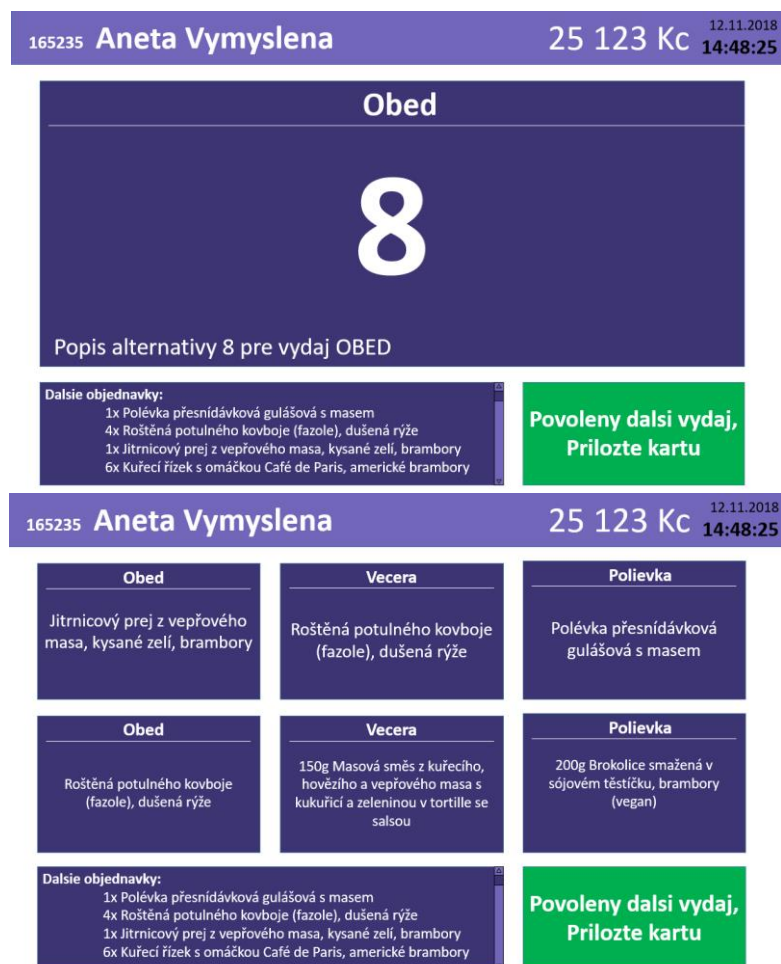 165235 Aneta Vymyslena 25 123 Kc 12.11.2018
14:48:25
Obed
8
Popis alternativy 8 pre vydaj OBED
Dalsie objednavky:
1x Polévka přesnídávková gulášová s masem
4x Roštěná potulného kovboje (fazole), dušená rýže
1x Jitrnicový prej z vepřového masa, kysané zelí, brambory
6x Kuřecí řízek s omáčkou Café de Paris, americké brambory
Povoleny dalsi vydaj,
Prilozte kartu
165235 Aneta Vymyslena 25 123 Kc 12.11.2018
14:48:25
Obed
Jitrnicový prej z vepřového
masa, kysané zelí, brambory
Vecera
Roštěná potulného kovboje
(fazole), dušená rýže
Polievka
Polévka přesnídávková
gulášová s masem
Obed
Roštěná potulného kovboje
(fazole), dušená rýže
Vecera
150g Masová směs z kuřecího,
hovězího a vepřového masa s
kukuřicí a zeleninou v tortille se
salsou
Polievka
200g Brokolice smažená v
sójovém těstíčku, brambory
(vegan)
Dalsie objednavky:
1x Polévka přesnídávková gulášová s masem
4x Roštěná potulného kovboje (fazole), dušená rýže
1x Jitrnicový prej z vepřového masa, kysané zelí, brambory
6x Kuřecí řízek s omáčkou Café de Paris, americké brambory
Povoleny dalsi vydaj,
Prilozte kartu